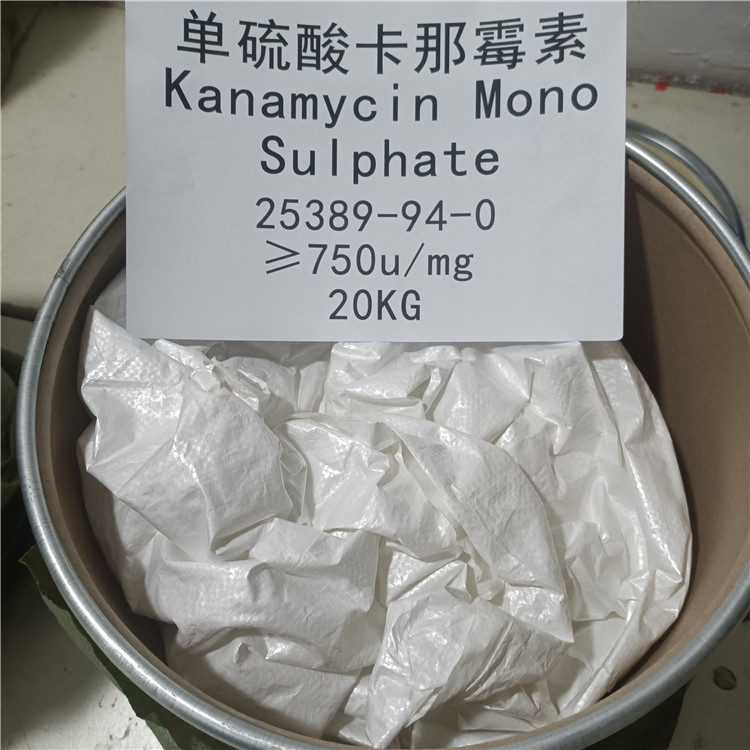 单硫酸卡那霉素
Kanamycin Mono
Sulphate
25389-94-0
≥750u/mg
20KG